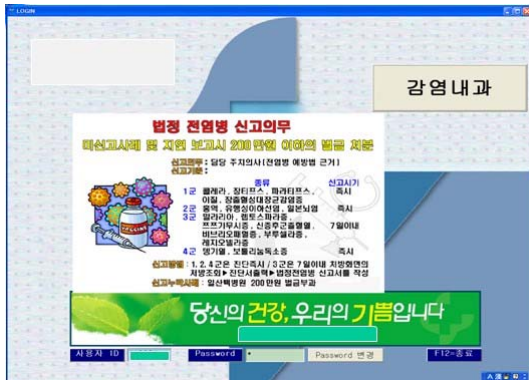 LOGIN
감염내과
법정 전염병 신고의무
미신고사례 및 지연 보고시 200만원 이하의 벌금 처분
신고의무 : 담당 주치의사(전염병 예방법 근거)
신고기준 :
종류 신고시기
1군 콜레라, 장티프스, 파라티프스, 즉시
이질, 장출혈성대장균감염증
2군 홍역, 유행성이하선염, 일본뇌염 즉시
3군 말라리아, 렙토스피라증,
쯔쯔가무시증, 신증후군출혈열, 7일이내
비브리오패혈증, 부루셀라증,
레지오넬라증
4군 뎅기열, 보툴리눔독소증 즉시
신고방법 : 1, 2, 4군은 진단즉시 / 3군은 7일이내 처방화면의
처방조회▶진단서출력▶법정전염병 신고서를 작성
신고누락사례 : 일산백병원 200만원 벌금부과
당신의 건강, 우리의 기쁨입니다
사용자 ID Password * Password 변경 F12=종료